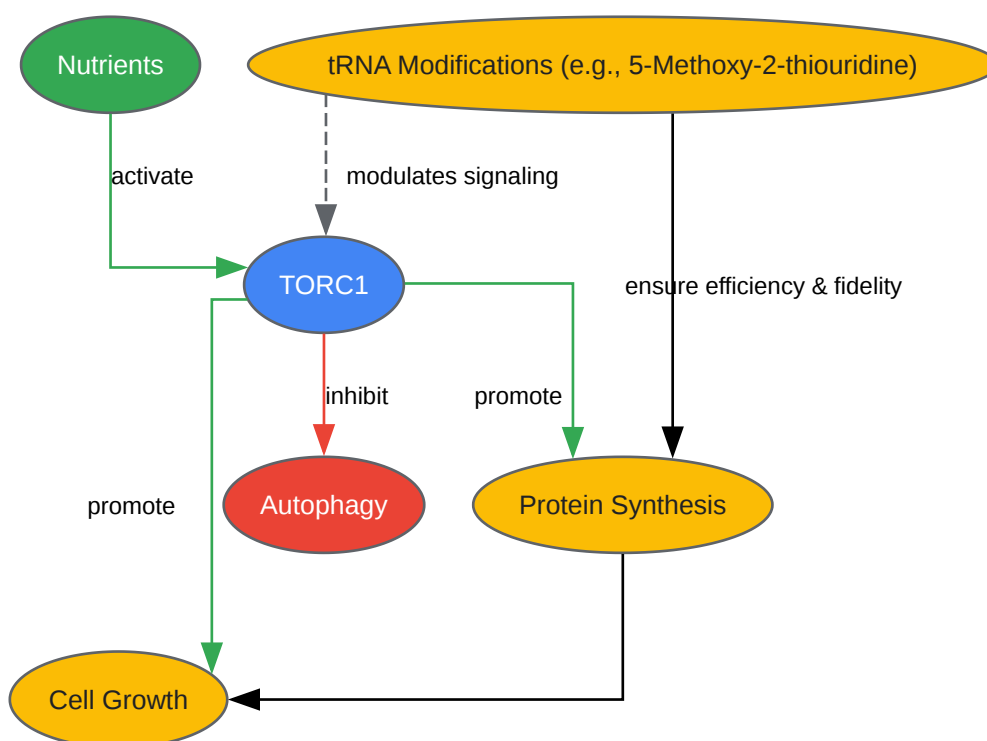 Nutrients
tRNA Modifications (e.g., 5-Methoxy-2-thiouridine)
activate
modulates signaling
TORC1
ensure efficiency & fidelity
inhibit
promote
promote
Autophagy
Protein Synthesis
Cell Growth